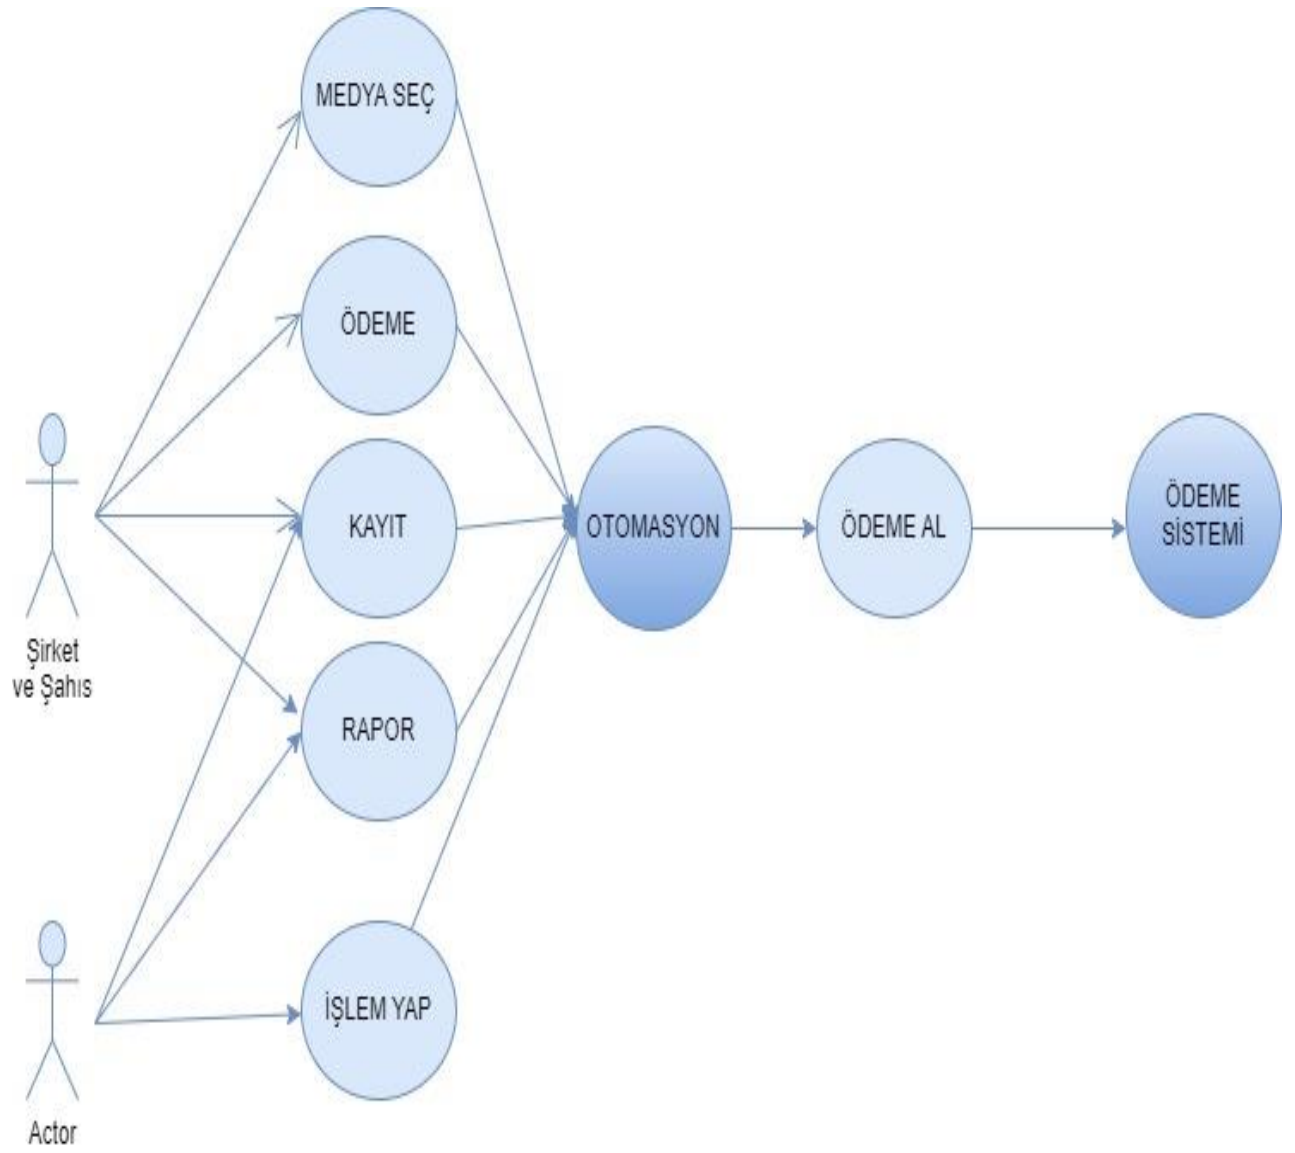 MEDYA SEÇ
ÖDEME
KAYIT
RAPOR
İŞLEM YAP
OTOMASYON
ÖDEME AL
ÖDEME
SİSTEMİ
Şirket
ve Şahıs
Actor